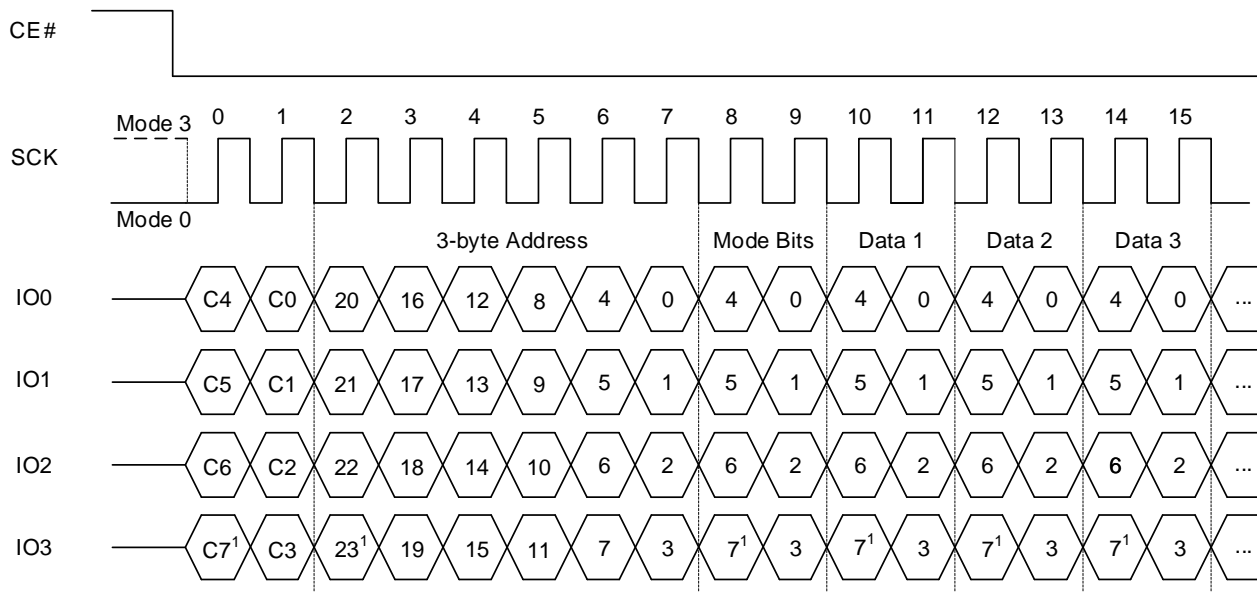 CE#
0 1 2 3 4 5 6 7 8 9 10 11 12 13 14 15
Mode 3
SCK
Mode 0
3-byte Address Mode Bits Data 1 Data 2 Data 3
IO0 C4 C0 20 16 12 8 4 0 4 0 4 0 4 0 4 0 ...
IO1 C5 C1 21 17 13 9 5 1 5 1 5 1 5 1 5 1 ...
IO2 C6 C2 22 18 14 10 6 2 6 2 6 2 6 2 6 2 ...
IO3 C7¹ C3 23¹ 19 15 11 7 3 7¹ 3 7¹ 3 7¹ 3 7¹ 3 ...